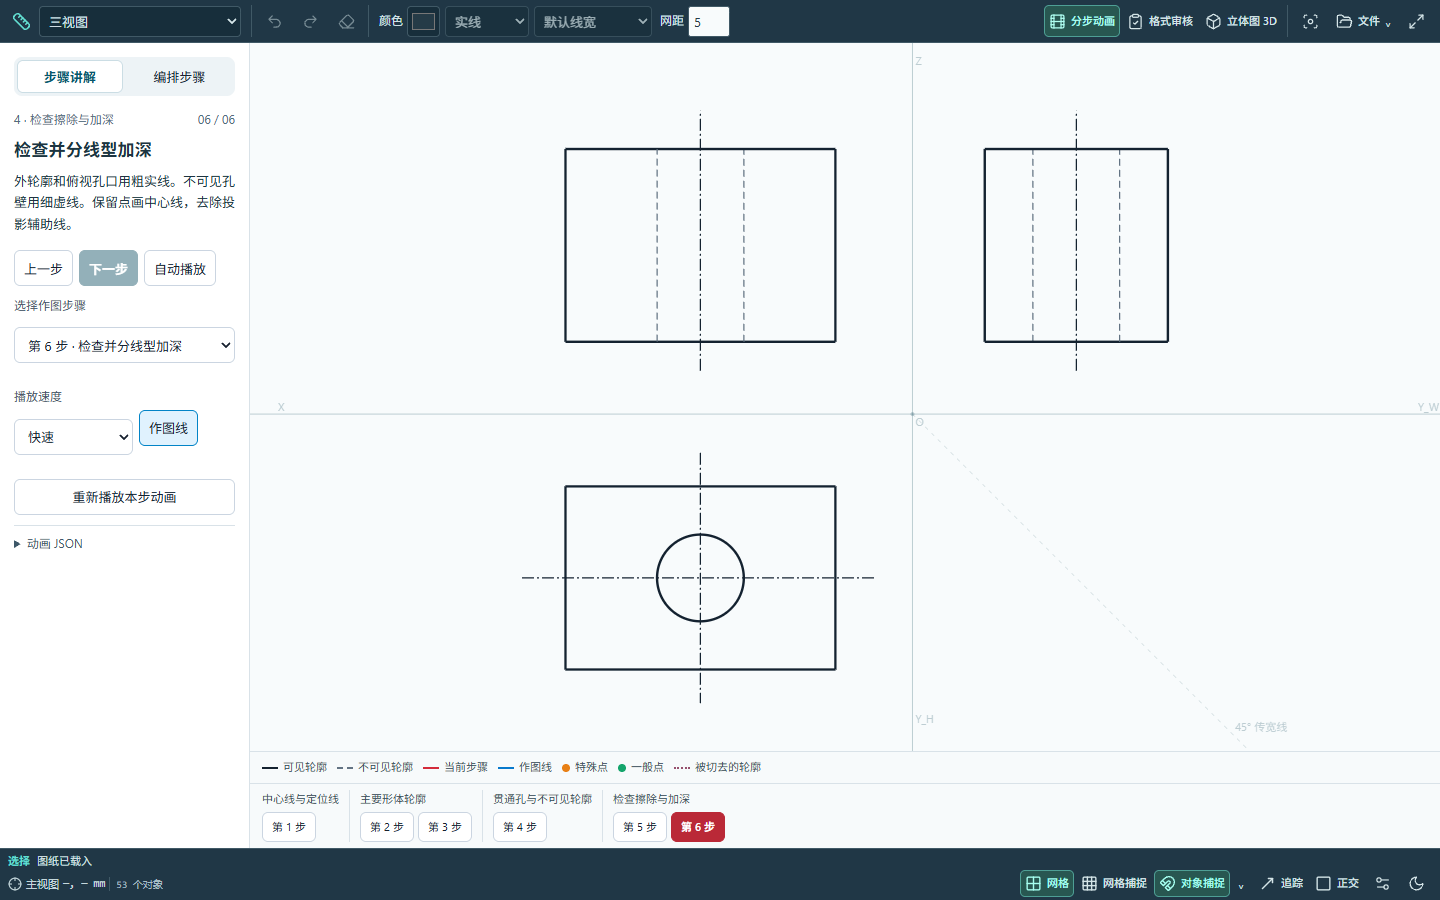 三视图
颜色
实线
默认线宽
网距
5
分步动画
格式审核
立体图 3D
文件
步骤讲解
编排步骤
4 · 检查擦除与加深
06 / 06
检查并分线型加深
外轮廓和俯视孔口用粗实线。不可见孔
壁用细虚线。保留点画中心线，去除投
影辅助线。
上一步
下一步
自动播放
选择作图步骤
第 6 步 · 检查并分线型加深
播放速度
快速
作图线
重新播放本步动画
动画 JSON
Z
X
Y_W
O
Y_H
45° 传宽线
可见轮廓
不可见轮廓
当前步骤
作图线
特殊点
一般点
被切去的轮廓
中心线与定位线
主要形体轮廓
贯通孔与不可见轮廓
检查擦除与加深
第 1 步
第 2 步
第 3 步
第 4 步
第 5 步
第 6 步
选择 图纸已载入
主视图 —, — mm
53 个对象
网格
网格捕捉
对象捕捉
追踪
正交